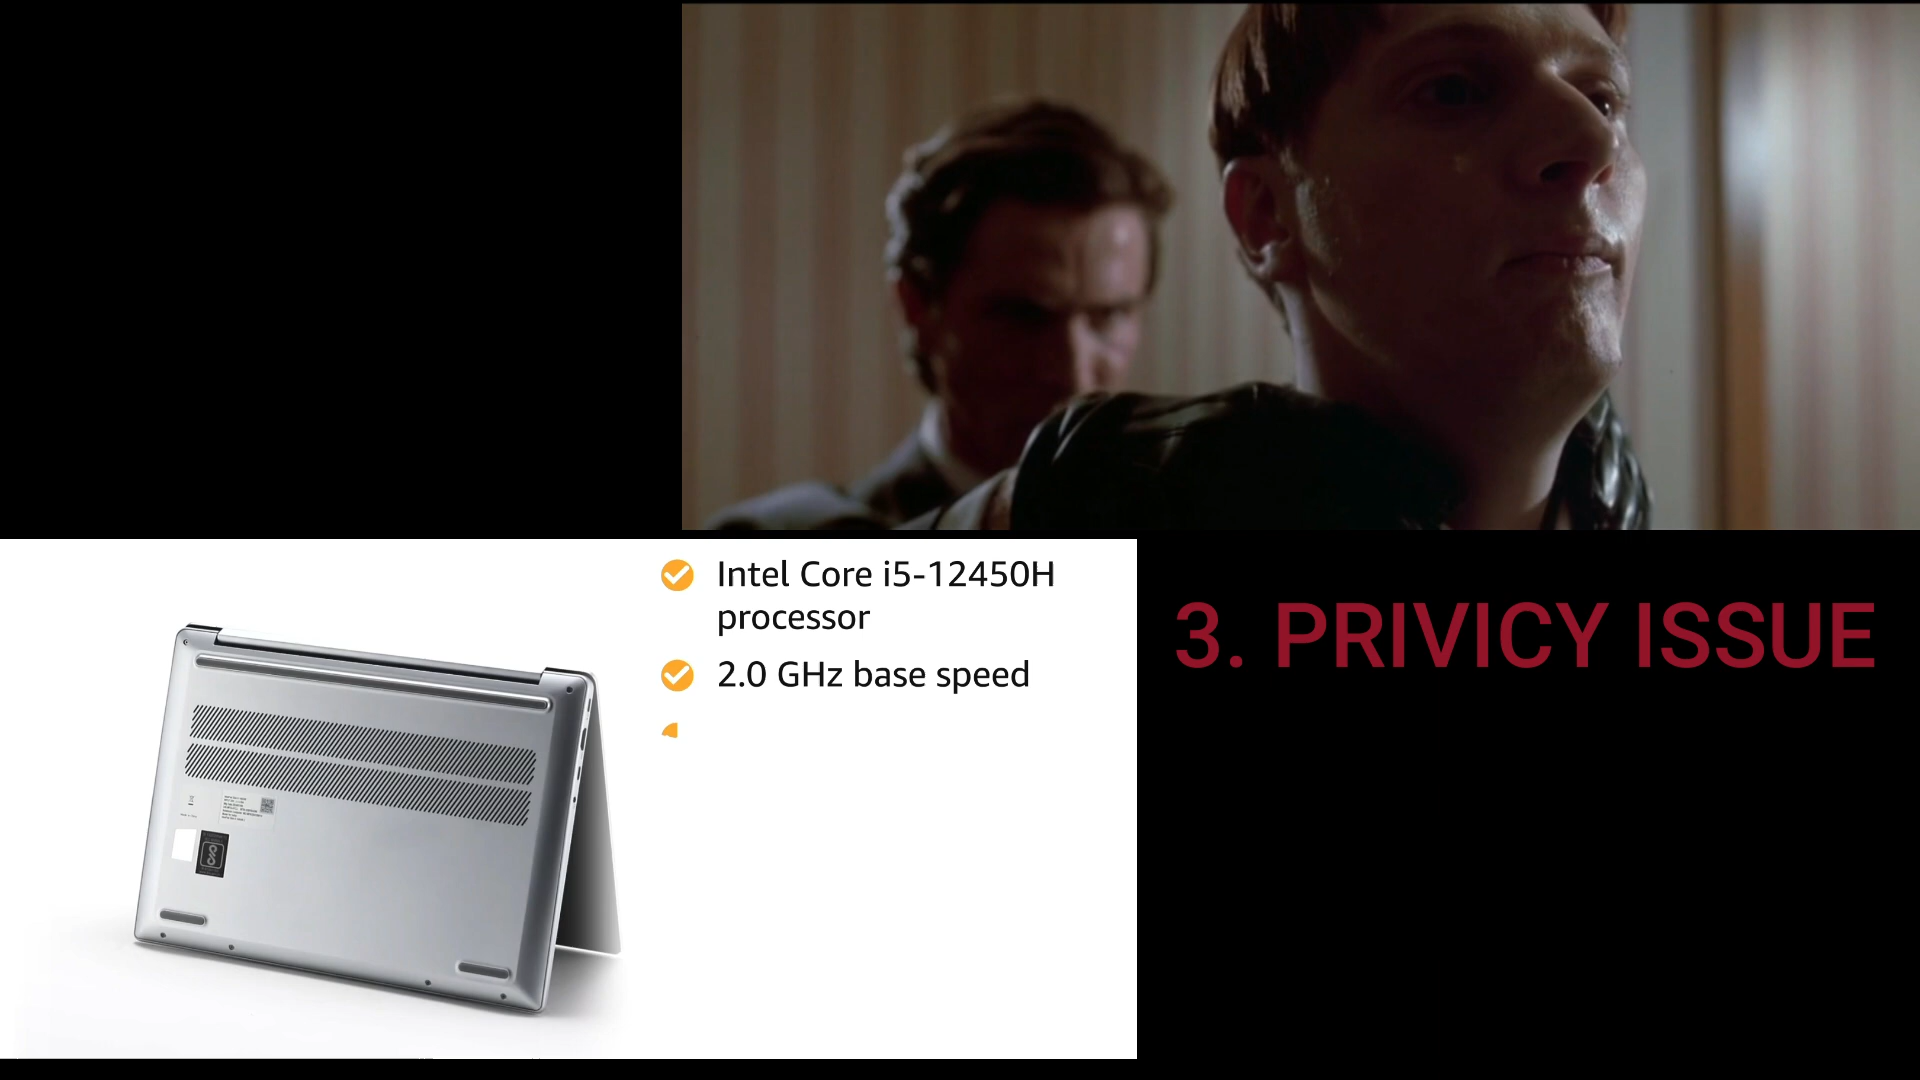 Intel Core i5-12450H
processor
2.0 GHz base speed
3. PRIVICY ISSUE